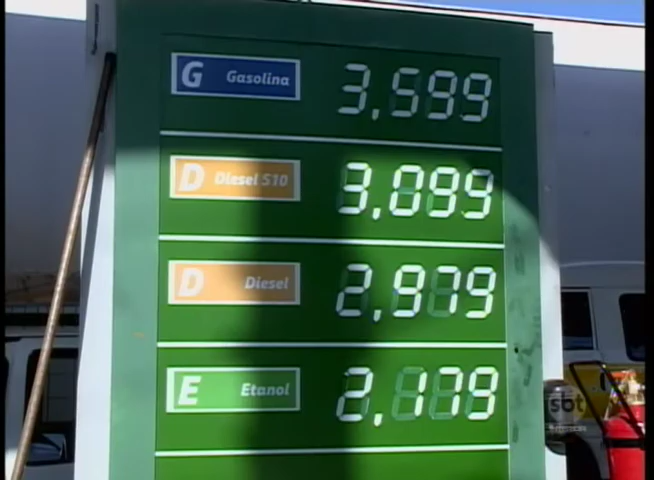 G Gasolina 3,599
D Diesel S10 3,099
D Diesel 2,979
E Etanol 2,179
sbt